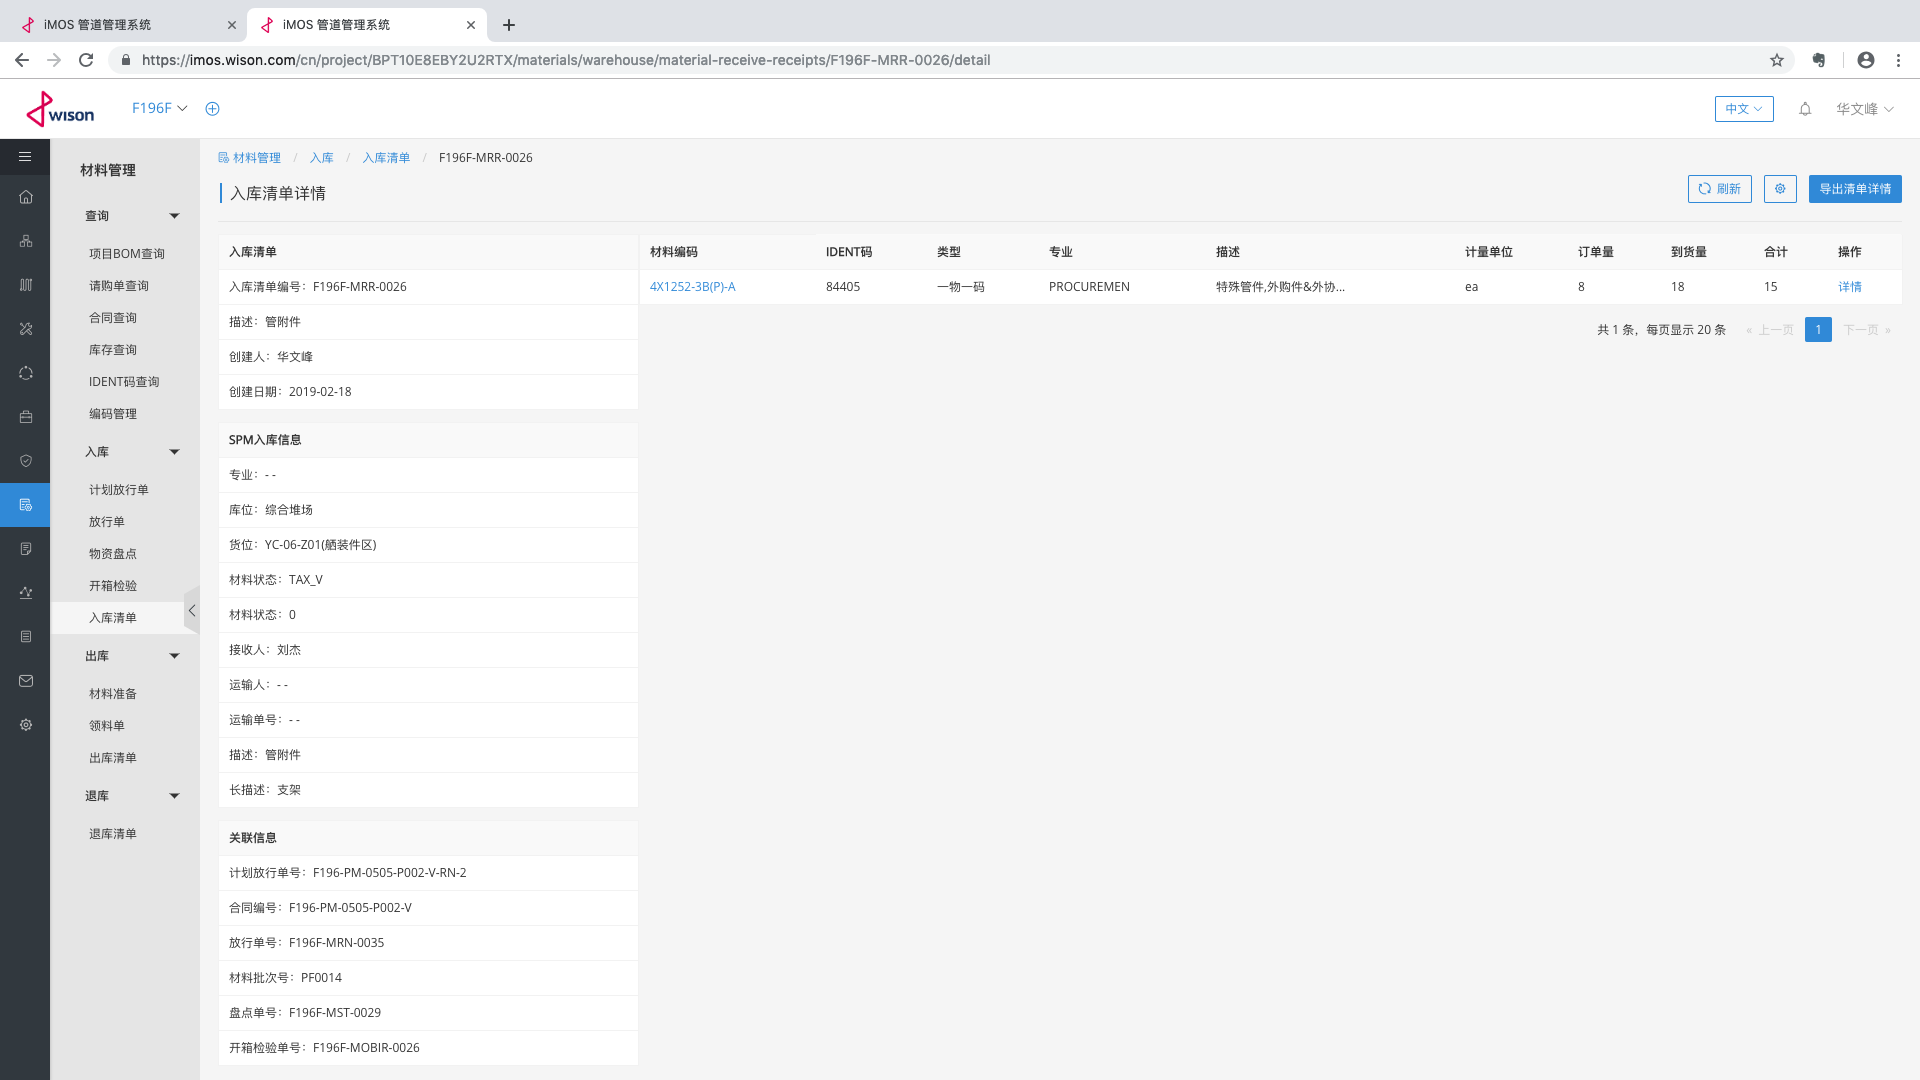 iMOS 管道管理系统
iMOS 管道管理系统
https://imos.wison.com/cn/project/BPT10E8EBY2U2RTX/materials/warehouse/material-receive-receipts/F196F-MRR-0026/detail
wison
F196F
中文
华文峰
材料管理
查询
项目BOM查询
请购单查询
合同查询
库存查询
IDENT码查询
编码管理
入库
计划放行单
放行单
物资盘点
开箱检验
入库清单
出库
材料准备
领料单
出库清单
退库
退库清单
材料管理 / 入库 / 入库清单 / F196F-MRR-0026
入库清单详情
刷新
导出清单详情
入库清单
入库清单编号：F196F-MRR-0026
描述：管附件
创建人：华文峰
创建日期：2019-02-18
SPM入库信息
专业：- -
库位：综合堆场
货位：YC-06-Z01(舾装件区)
材料状态：TAX_V
材料状态：0
接收人：刘杰
运输人：- -
运输单号：- -
描述：管附件
长描述：支架
关联信息
计划放行单号：F196-PM-0505-P002-V-RN-2
合同编号：F196-PM-0505-P002-V
放行单号：F196F-MRN-0035
材料批次号：PF0014
盘点单号：F196F-MST-0029
开箱检验单号：F196F-MOBIR-0026
材料编码 IDENT码 类型 专业 描述 计量单位 订单量 到货量 合计 操作
4X1252-3B(P)-A 84405 一物一码 PROCUREMEN 特殊管件,外购件&外协... ea 8 18 15 详情
共 1 条，每页显示 20 条 « 上一页 1 下一页 »